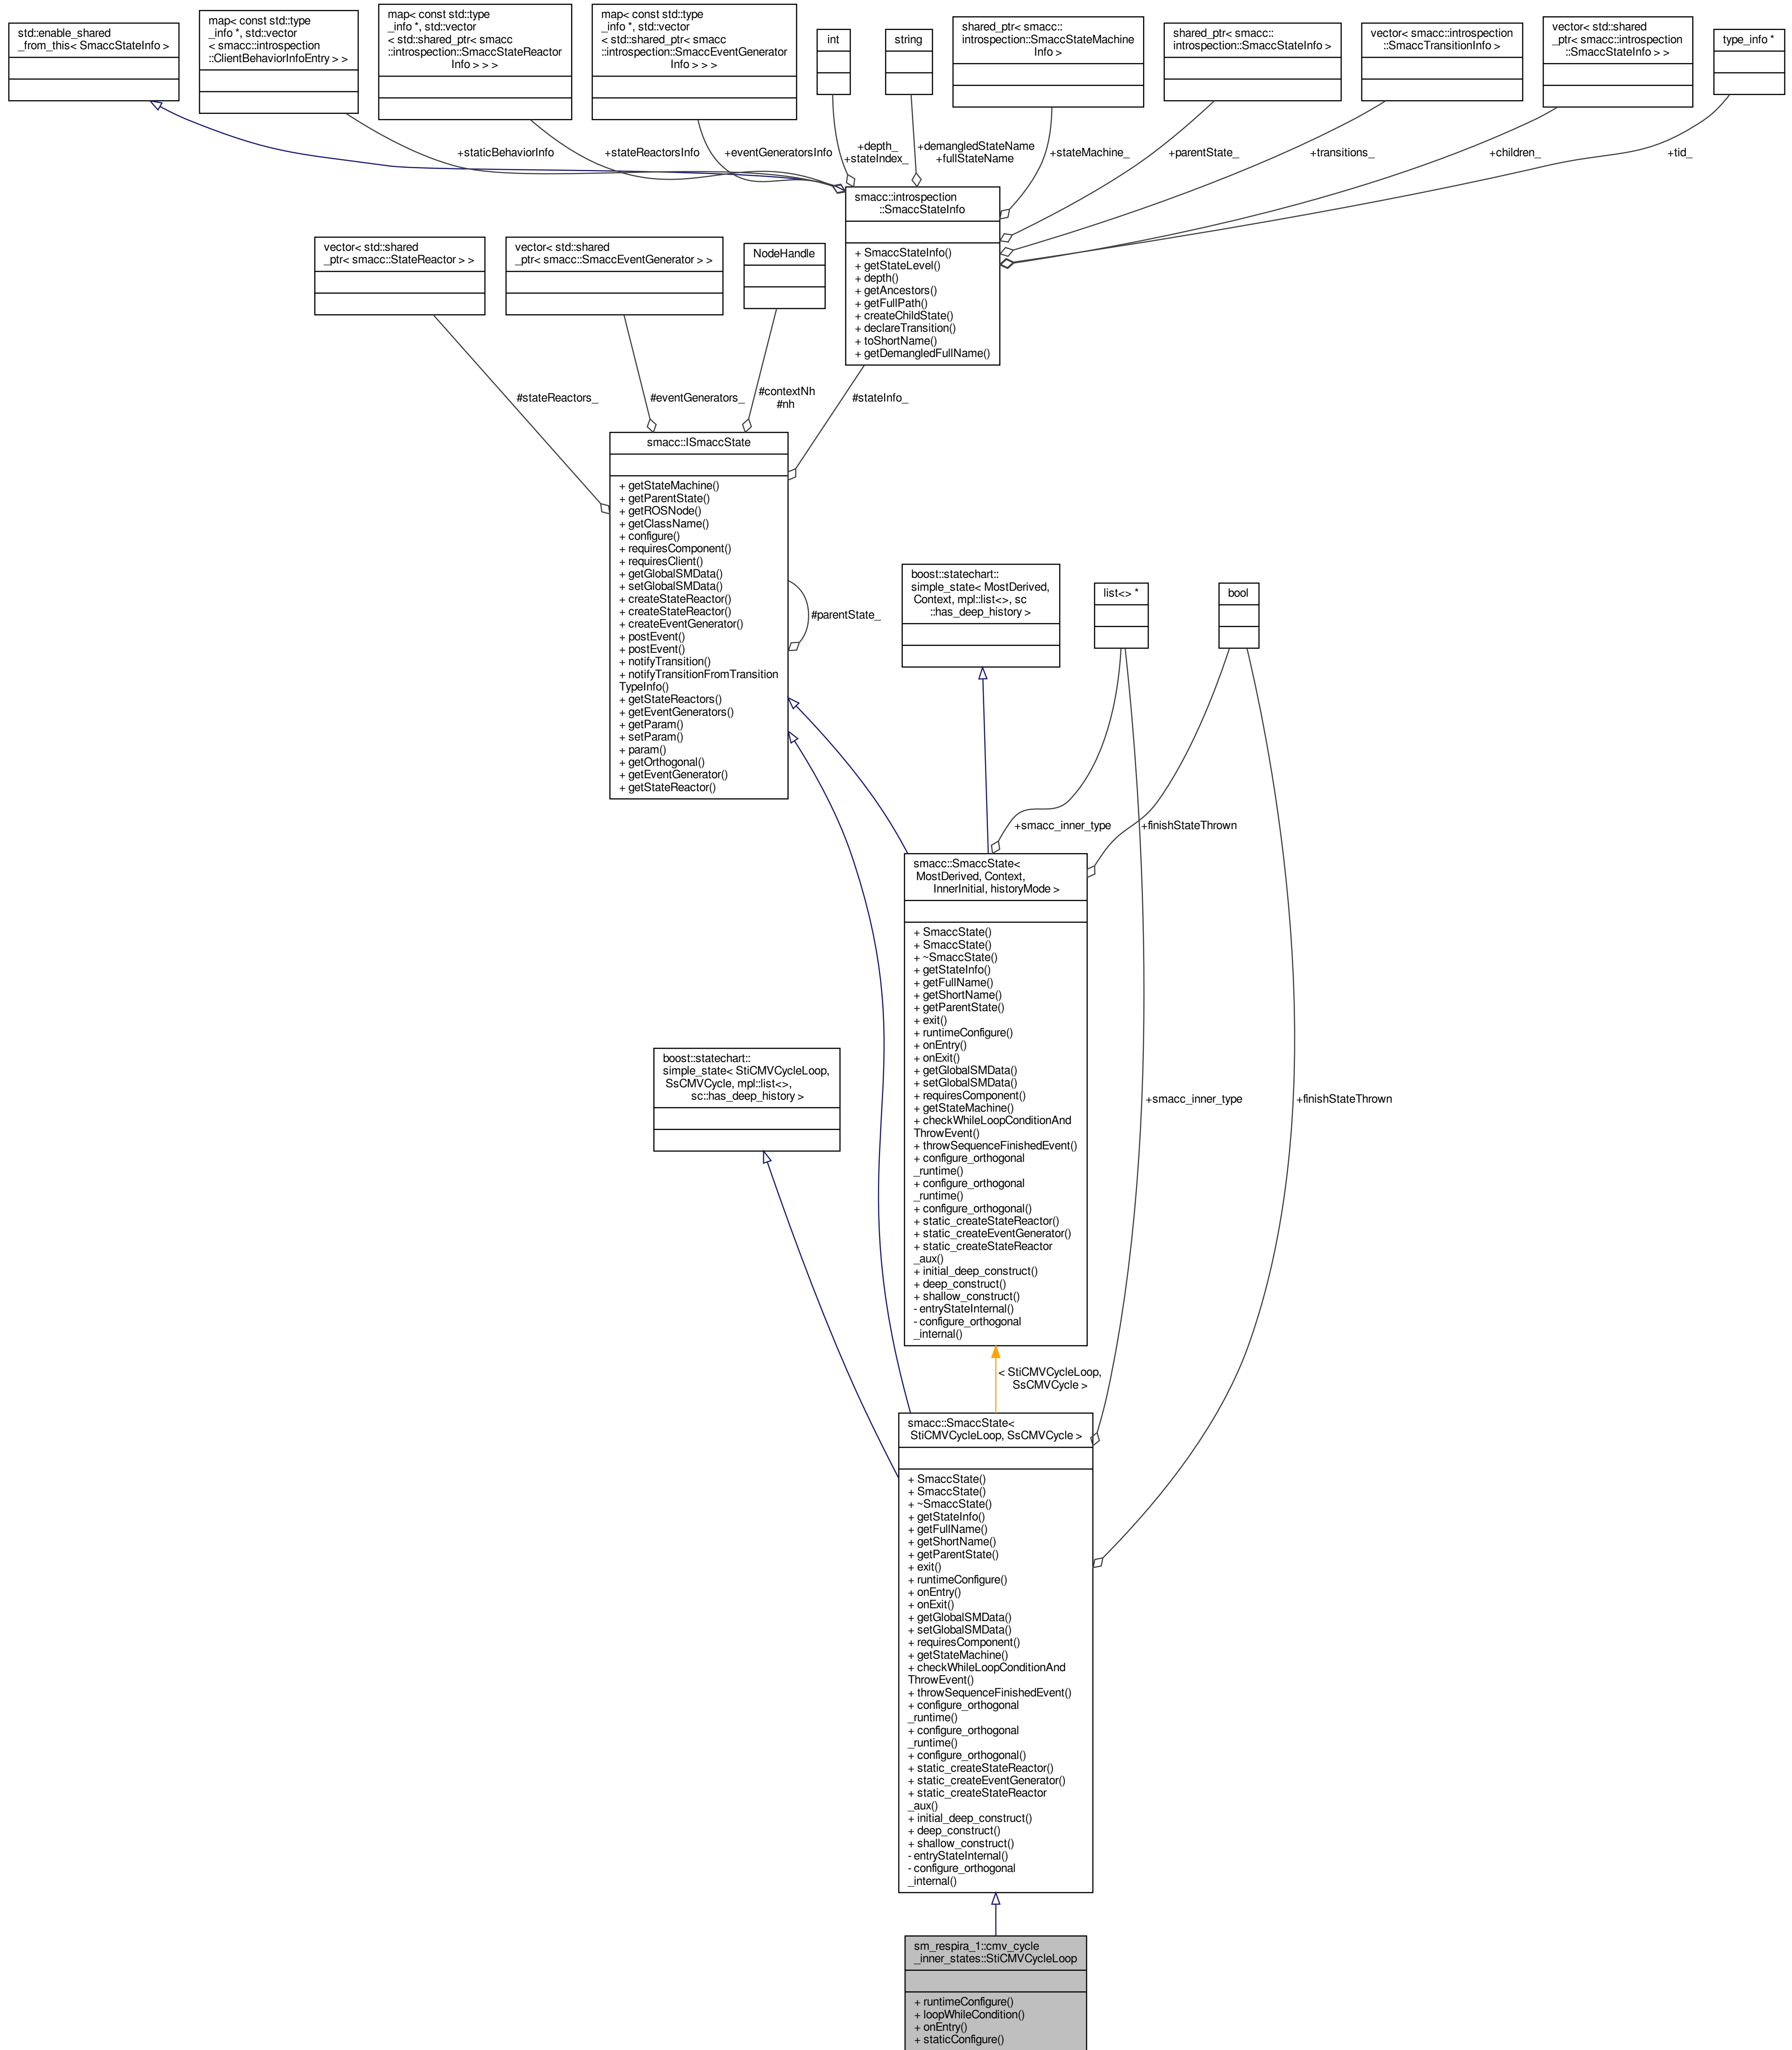 std::enable_shared
_from_this< SmaccStateInfo >
map< const std::type
_info *, std::vector
< smacc::introspection
::ClientBehaviorInfoEntry > >
map< const std::type
_info *, std::vector
< std::shared_ptr< smacc
::introspection::SmaccStateReactor
Info > > >
map< const std::type
_info *, std::vector
< std::shared_ptr< smacc
::introspection::SmaccEventGenerator
Info > > >
int
string
shared_ptr< smacc::
introspection::SmaccStateMachine
Info >
shared_ptr< smacc::
introspection::SmaccStateInfo >
vector< smacc::introspection
::SmaccTransitionInfo >
vector< std::shared
_ptr< smacc::introspection
::SmaccStateInfo > >
type_info *
+staticBehaviorInfo
+stateReactorsInfo
+eventGeneratorsInfo
+depth_
+stateIndex_
+demangledStateName
+fullStateName
+stateMachine_
+parentState_
+transitions_
+children_
+tid_
smacc::introspection
::SmaccStateInfo
+ SmaccStateInfo()
+ getStateLevel()
+ depth()
+ getAncestors()
+ getFullPath()
+ createChildState()
+ declareTransition()
+ toShortName()
+ getDemangledFullName()
vector< std::shared
_ptr< smacc::StateReactor > >
vector< std::shared
_ptr< smacc::SmaccEventGenerator > >
NodeHandle
#stateReactors_
#eventGenerators_
#contextNh
#nh
#stateInfo_
smacc::ISmaccState
+ getStateMachine()
+ getParentState()
+ getROSNode()
+ getClassName()
+ configure()
+ requiresComponent()
+ requiresClient()
+ getGlobalSMData()
+ setGlobalSMData()
+ createStateReactor()
+ createStateReactor()
+ createEventGenerator()
+ postEvent()
+ postEvent()
+ notifyTransition()
+ notifyTransitionFromTransition
TypeInfo()
+ getStateReactors()
+ getEventGenerators()
+ getParam()
+ setParam()
+ param()
+ getOrthogonal()
+ getEventGenerator()
+ getStateReactor()
#parentState_
boost::statechart::
simple_state< MostDerived,
Context, mpl::list<>, sc
::has_deep_history >
list<> *
bool
+smacc_inner_type
+finishStateThrown
smacc::SmaccState<
MostDerived, Context,
InnerInitial, historyMode >
+ SmaccState()
+ SmaccState()
+ ~SmaccState()
+ getStateInfo()
+ getFullName()
+ getShortName()
+ getParentState()
+ exit()
+ runtimeConfigure()
+ onEntry()
+ onExit()
+ getGlobalSMData()
+ setGlobalSMData()
+ requiresComponent()
+ getStateMachine()
+ checkWhileLoopConditionAnd
ThrowEvent()
+ throwSequenceFinishedEvent()
+ configure_orthogonal
_runtime()
+ configure_orthogonal
_runtime()
+ configure_orthogonal()
+ static_createStateReactor()
+ static_createEventGenerator()
+ static_createStateReactor
_aux()
+ initial_deep_construct()
+ deep_construct()
+ shallow_construct()
- entryStateInternal()
- configure_orthogonal
_internal()
boost::statechart::
simple_state< StiCMVCycleLoop,
SsCMVCycle, mpl::list<>,
sc::has_deep_history >
+smacc_inner_type
+finishStateThrown
< StiCMVCycleLoop,
SsCMVCycle >
smacc::SmaccState<
StiCMVCycleLoop, SsCMVCycle >
+ SmaccState()
+ SmaccState()
+ ~SmaccState()
+ getStateInfo()
+ getFullName()
+ getShortName()
+ getParentState()
+ exit()
+ runtimeConfigure()
+ onEntry()
+ onExit()
+ getGlobalSMData()
+ setGlobalSMData()
+ requiresComponent()
+ getStateMachine()
+ checkWhileLoopConditionAnd
ThrowEvent()
+ throwSequenceFinishedEvent()
+ configure_orthogonal
_runtime()
+ configure_orthogonal
_runtime()
+ configure_orthogonal()
+ static_createStateReactor()
+ static_createEventGenerator()
+ static_createStateReactor
_aux()
+ initial_deep_construct()
+ deep_construct()
+ shallow_construct()
- entryStateInternal()
- configure_orthogonal
_internal()
sm_respira_1::cmv_cycle
_inner_states::StiCMVCycleLoop
+ runtimeConfigure()
+ loopWhileCondition()
+ onEntry()
+ staticConfigure()